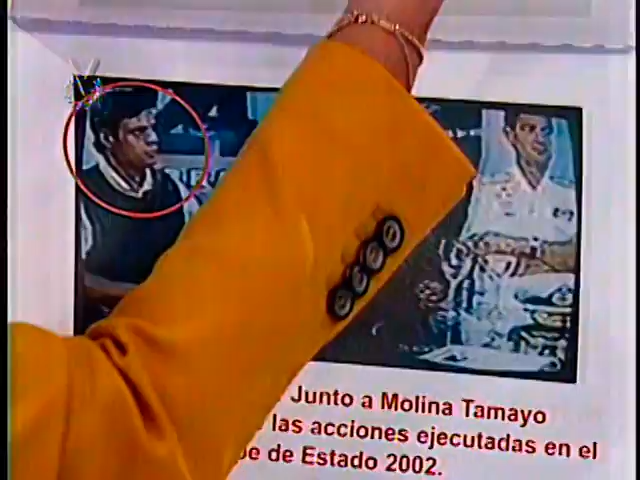 Junto a Molina Tamayo
las acciones ejecutadas en el
de Estado 2002.